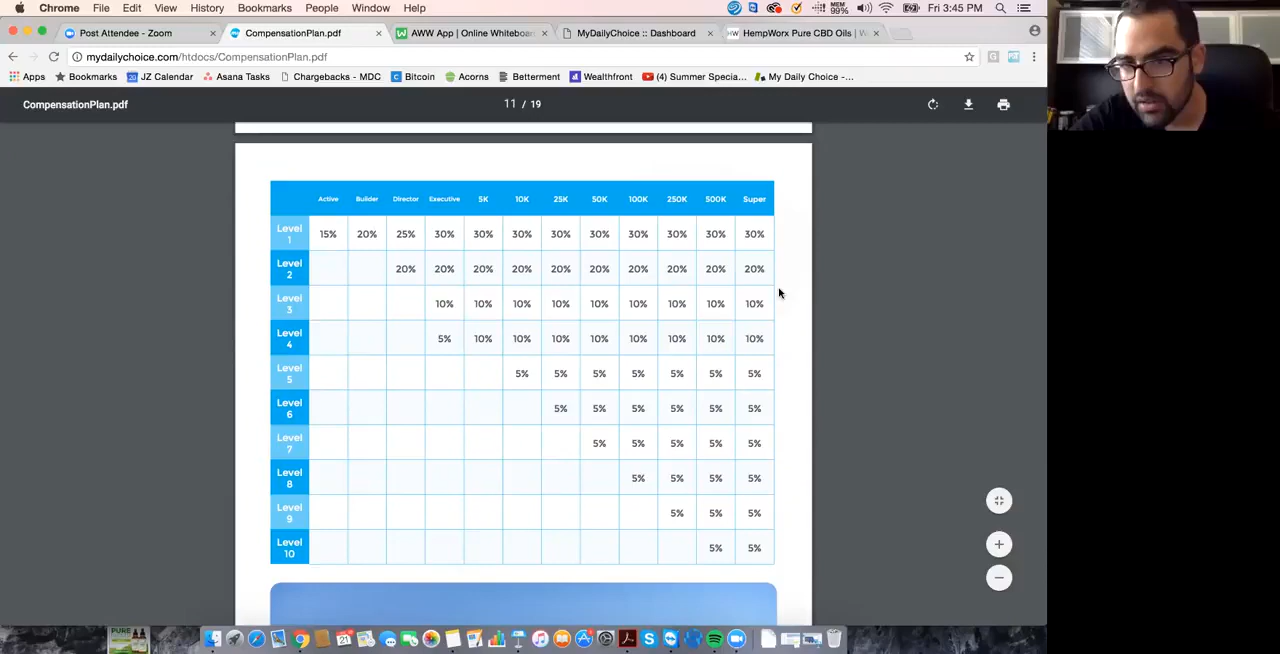 Chrome File Edit View History Bookmarks People Window Help MEM 99% Fri 3:45 PM
Post Attendee - Zoom CompensationPlan.pdf AWW App | Online Whiteboar MyDailyChoice :: Dashboard HW HempWorx Pure CBD Oils | W
mydailychoice.com/htdocs/CompensationPlan.pdf
Apps Bookmarks JZ Calendar Asana Tasks Chargebacks - MDC Bitcoin Acorns Betterment Wealthfront (4) Summer Specia... My Daily Choice -...
CompensationPlan.pdf 11 / 19
Active Builder Director Executive 5K 10K 25K 50K 100K 250K 500K Super
Level 1 15% 20% 25% 30% 30% 30% 30% 30% 30% 30% 30% 30%
Level 2 20% 20% 20% 20% 20% 20% 20% 20% 20% 20%
Level 3 10% 10% 10% 10% 10% 10% 10% 10% 10%
Level 4 5% 10% 10% 10% 10% 10% 10% 10% 10%
Level 5 5% 5% 5% 5% 5% 5% 5%
Level 6 5% 5% 5% 5% 5% 5%
Level 7 5% 5% 5% 5% 5%
Level 8 5% 5% 5% 5%
Level 9 5% 5% 5%
Level 10 5% 5%
PURE
21